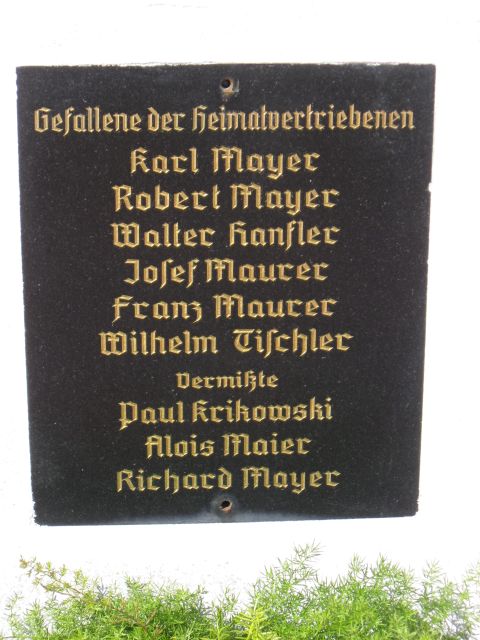 Gefallene der Heimatvertriebenen
Karl Mayer
Robert Mayer
Walter Hanfler
Josef Maurer
Franz Maurer
Wilhelm Tischler
Vermißte
Paul Krikowski
Alois Maier
Richard Mayer